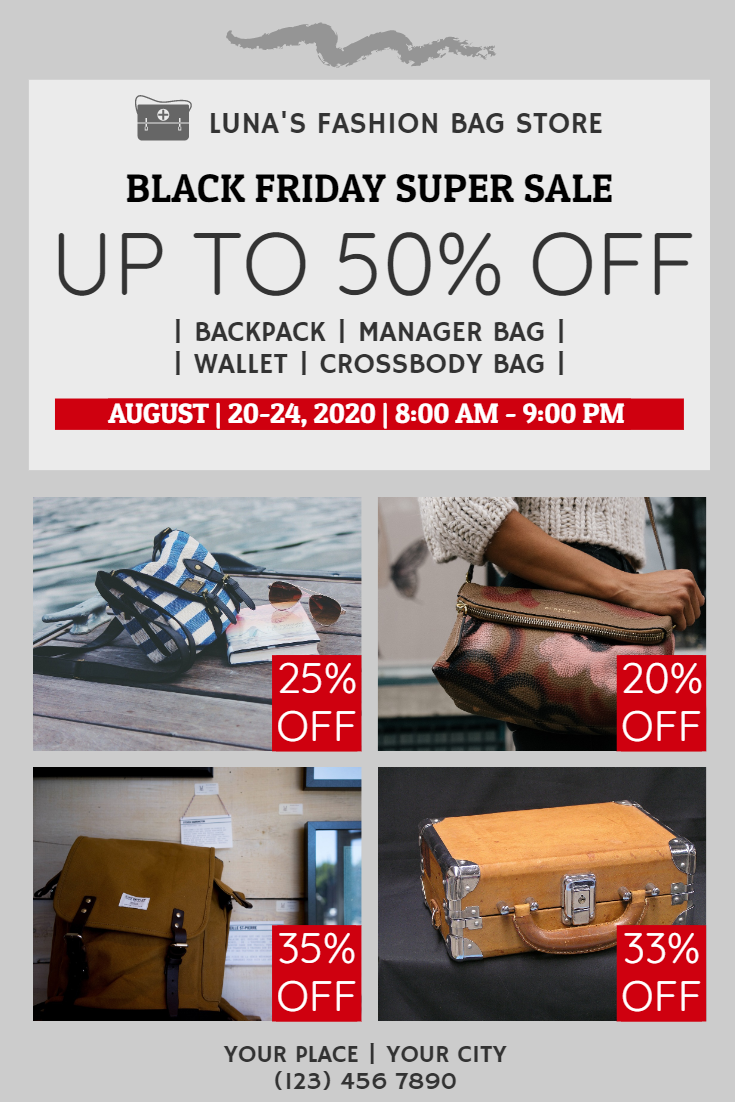 LUNA'S FASHION BAG STORE
BLACK FRIDAY SUPER SALE
UP TO 50% OFF
| BACKPACK | MANAGER BAG |
| WALLET | CROSSBODY BAG |
AUGUST | 20-24, 2020 | 8:00 AM - 9:00 PM
25%
OFF
20%
OFF
35%
OFF
33%
OFF
YOUR PLACE | YOUR CITY
(123) 456 7890